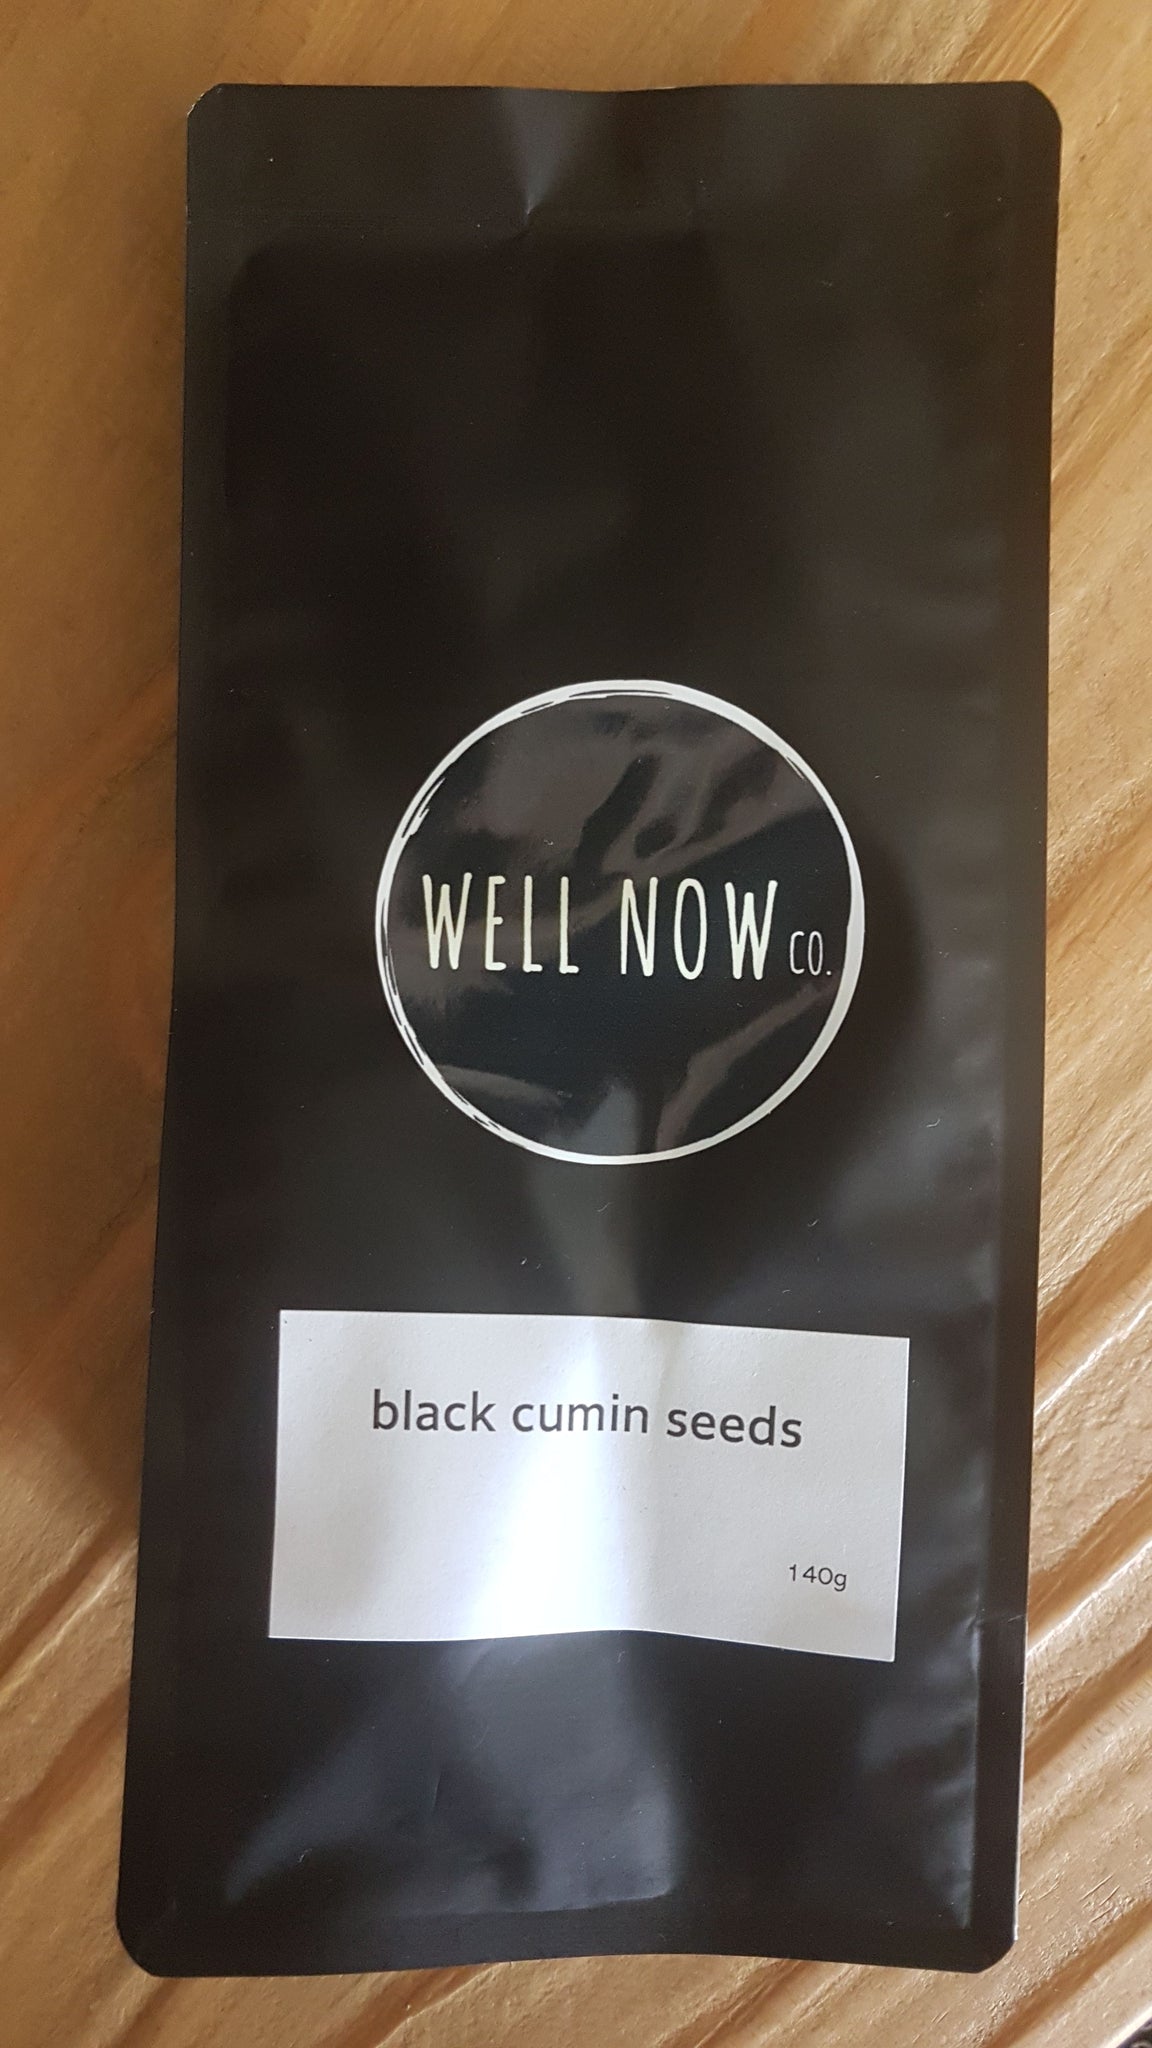 WELL NOW CO.
black cumin seeds
140g